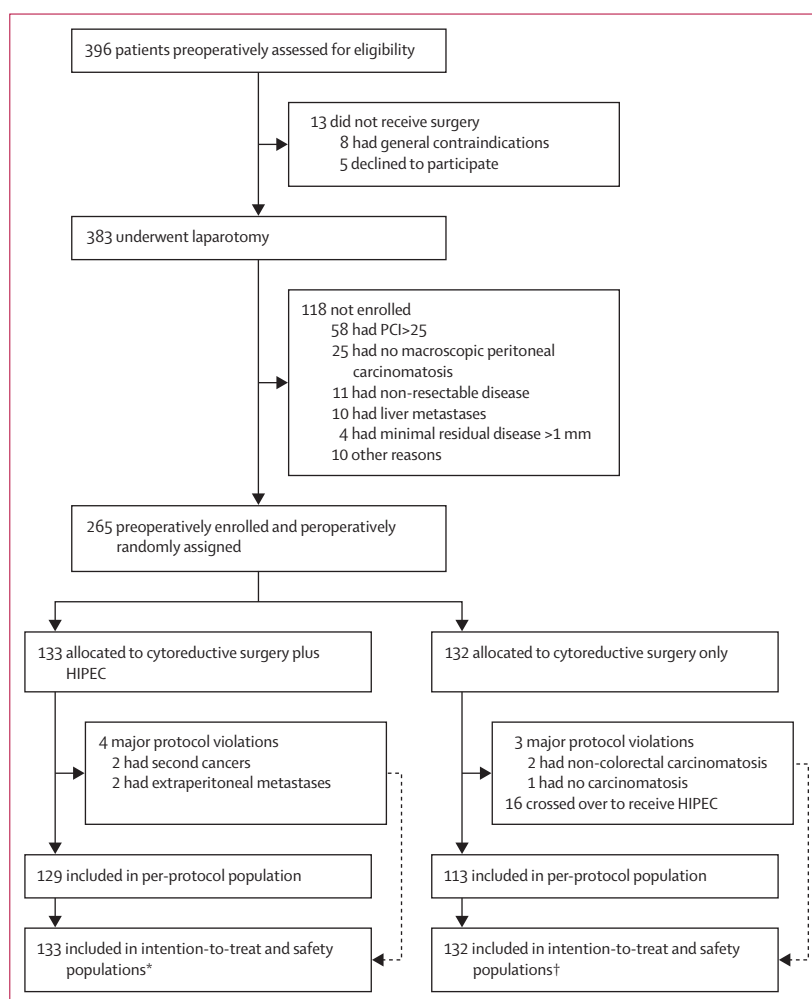 396 patients preoperatively assessed for eligibility
13 did not receive surgery
8 had general contraindications
5 declined to participate
383 underwent laparotomy
118 not enrolled
58 had PCI>25
25 had no macroscopic peritoneal
carcinomatosis
11 had non-resectable disease
10 had liver metastases
4 had minimal residual disease >1 mm
10 other reasons
265 preoperatively enrolled and peroperatively
randomly assigned
133 allocated to cytoreductive surgery plus
HIPEC
132 allocated to cytoreductive surgery only
4 major protocol violations
2 had second cancers
2 had extraperitoneal metastases
3 major protocol violations
2 had non-colorectal carcinomatosis
1 had no carcinomatosis
16 crossed over to receive HIPEC
129 included in per-protocol population
113 included in per-protocol population
133 included in intention-to-treat and safety
populations*
132 included in intention-to-treat and safety
populations†